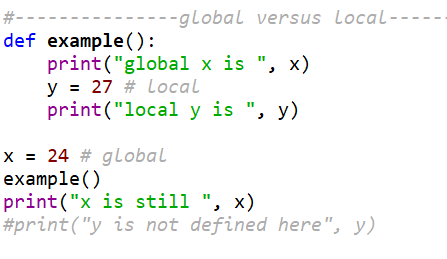 #----------------global versus local-----
def example():
    print("global x is ", x)
    y = 27 # local
    print("local y is ", y)

x = 24 # global
example()
print("x is still ", x)
#print("y is not defined here", y)